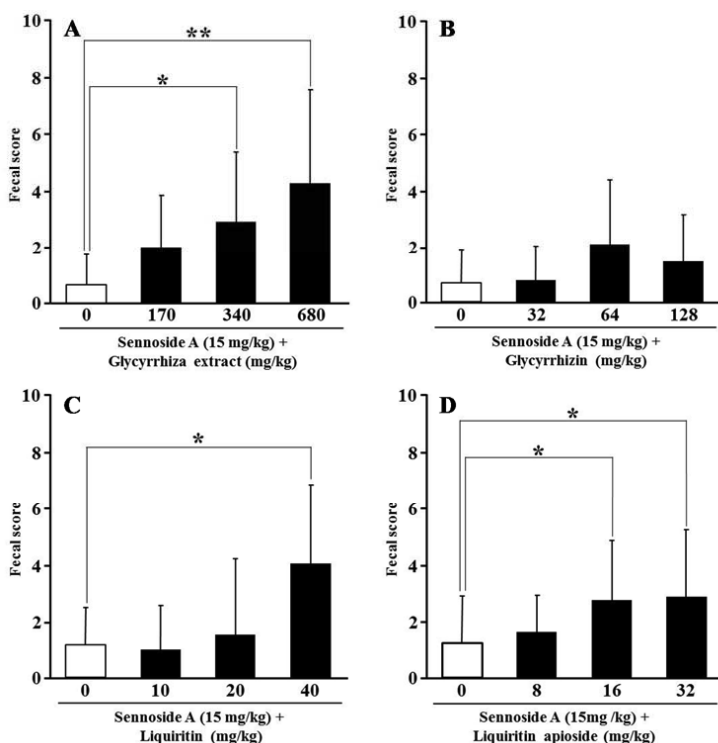 A
10
**
8
*
6
Fecal score
4
2
0
0 170 340 680
Sennoside A (15 mg/kg) +
Glycyrrhiza extract (mg/kg)
B
10
8
6
Fecal score
4
2
0
0 32 64 128
Sennoside A (15 mg/kg) +
Glycyrrhizin (mg/kg)
C
10
*
8
6
Fecal score
4
2
0
0 10 20 40
Sennoside A (15 mg/kg) +
Liquiritin (mg/kg)
D
10
*
8
*
6
Fecal score
4
2
0
0 8 16 32
Sennoside A (15mg /kg) +
Liquiritin apioside (mg/kg)